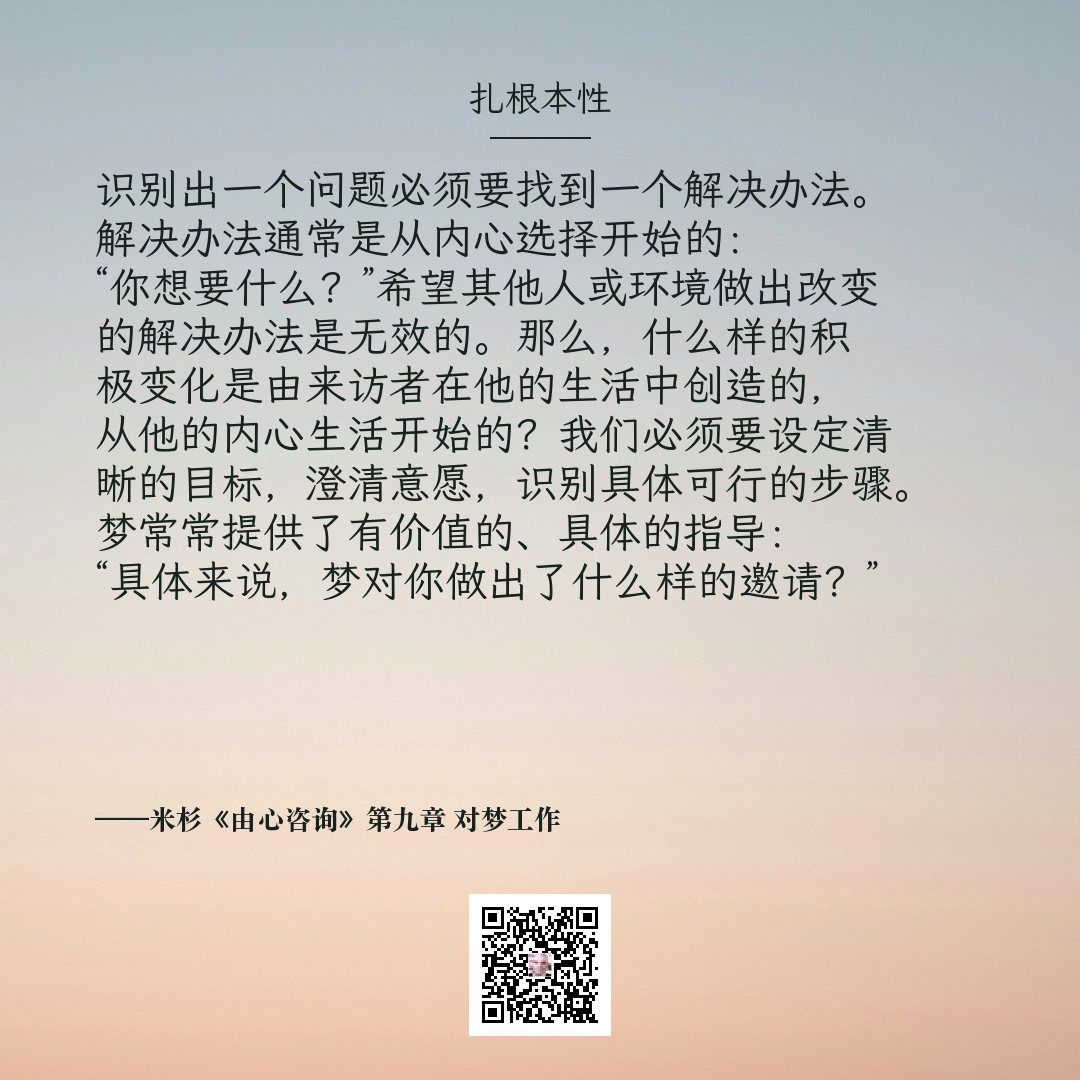 扎根本性
识别出一个问题必须要找到一个解决办法。
解决办法通常是从内心选择开始的：
“你想要什么？”希望其他人或环境做出改变
的解决办法是无效的。那么，什么样的积
极变化是由来访者在他的生活中创造的，
从他的内心生活开始的？我们必须要设定清
晰的目标，澄清意愿，识别具体可行的步骤。
梦常常提供了有价值的、具体的指导：
“具体来说，梦对你做出了什么样的邀请？”
——米杉《由心咨询》第九章 对梦工作